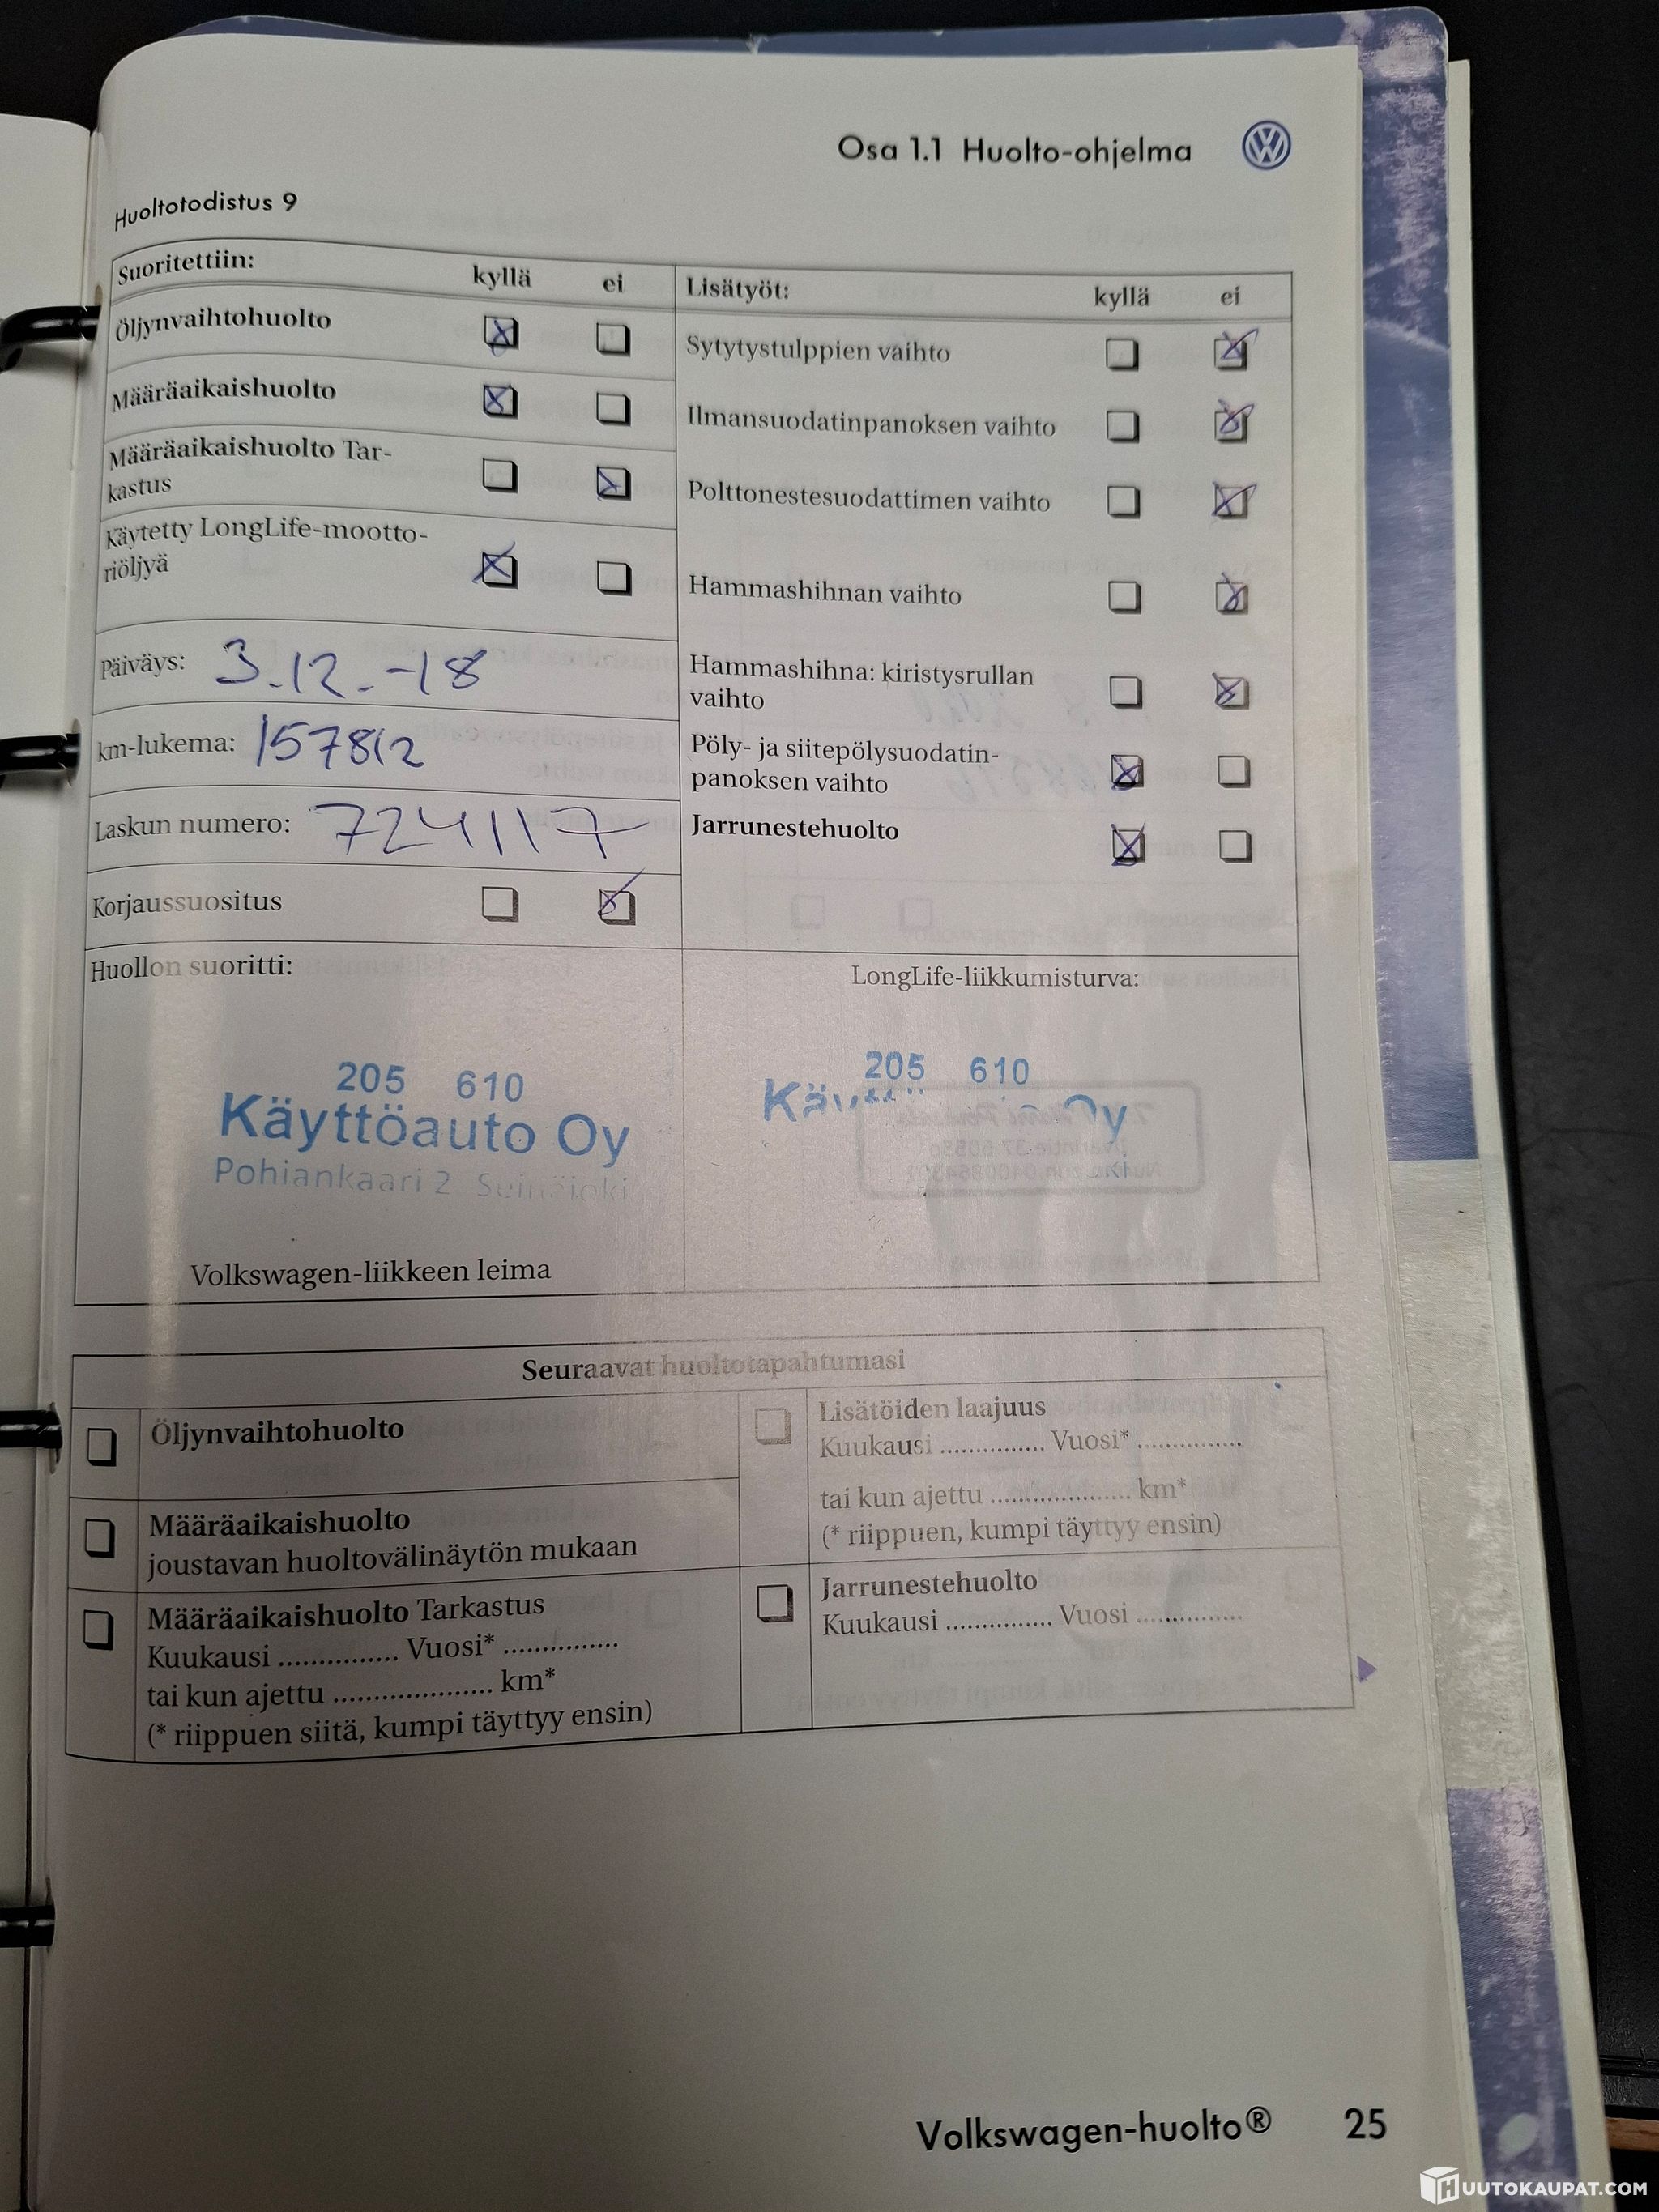 Osa 1.1 Huolto-ohjelma
Huoltotodistus 9
Suoritettiin: kyllä ei
Öljynvaihtohuolto
Määräaikaishuolto
Määräaikaishuolto Tar-
kastus
Käytetty LongLife-mootto-
riöljyä
Päiväys: 3.12.-18
km-lukema: 157812
Laskun numero: 724117
Korjaussuositus
Lisätyöt: kyllä ei
Sytytystulppien vaihto
Ilmansuodatinpanoksen vaihto
Polttonestesuodattimen vaihto
Hammashihnan vaihto
Hammashihna: kiristysrullan
vaihto
Pöly- ja siitepölysuodatin-
panoksen vaihto
Jarrunestehuolto
Huollon suoritti:
205 610
Käyttöauto Oy
Pohjankaari 2 Seinäjoki
Volkswagen-liikkeen leima
LongLife-liikkumisturva:
205 610
Oy
Seuraavat huoltotapahtumasi
Öljynvaihtohuolto
Määräaikaishuolto
joustavan huoltovälinäytön mukaan
Määräaikaishuolto Tarkastus
Kuukausi ............... Vuosi* ...............
tai kun ajettu .................... km*
(* riippuen siitä, kumpi täyttyy ensin)
Lisätöiden laajuus
Kuukausi ............... Vuosi* ...............
tai kun ajettu .................... km*
(* riippuen, kumpi täyttyy ensin)
Jarrunestehuolto
Kuukausi ............... Vuosi ...............
Volkswagen-huolto® 25
HUUTOKAUPAT.COM